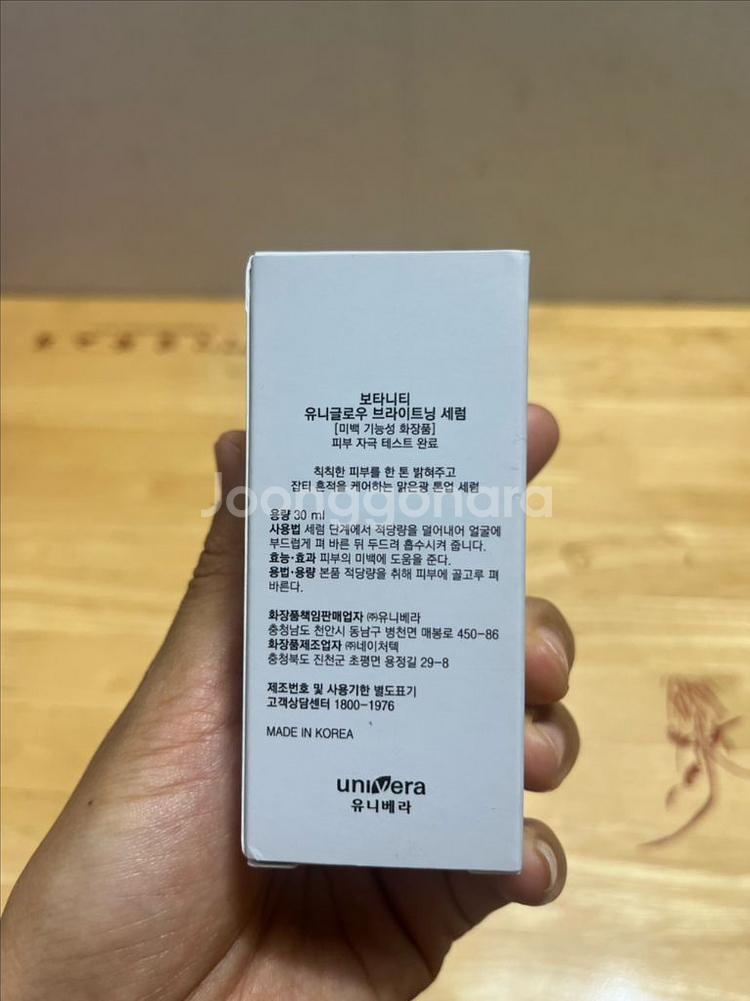 보타니티
유니글로우 브라이트닝 세럼
[미백 기능성 화장품]
피부 자극 테스트 완료
칙칙한 피부를 한 톤 밝혀주고
잡티 흔적을 케어하는 맑은광 톤업 세럼
Joonggonara
용량 30 ml
사용법 세럼 단계에서 적당량을 덜어내어 얼굴에
부드럽게 펴 바른 뒤 두드려 흡수시켜 줍니다.
효능·효과 피부의 미백에 도움을 준다.
용법·용량 본품 적당량을 취해 피부에 골고루 펴
바른다.
화장품책임판매업자 ㈜유니베라
충청남도 천안시 동남구 병천면 매봉로 450-86
화장품제조업자 ㈜네이처텍
충청북도 진천군 초평면 용정길 29-8
제조번호 및 사용기한 별도표기
고객상담센터 1800-1976
MADE IN KOREA
univera
유니베라